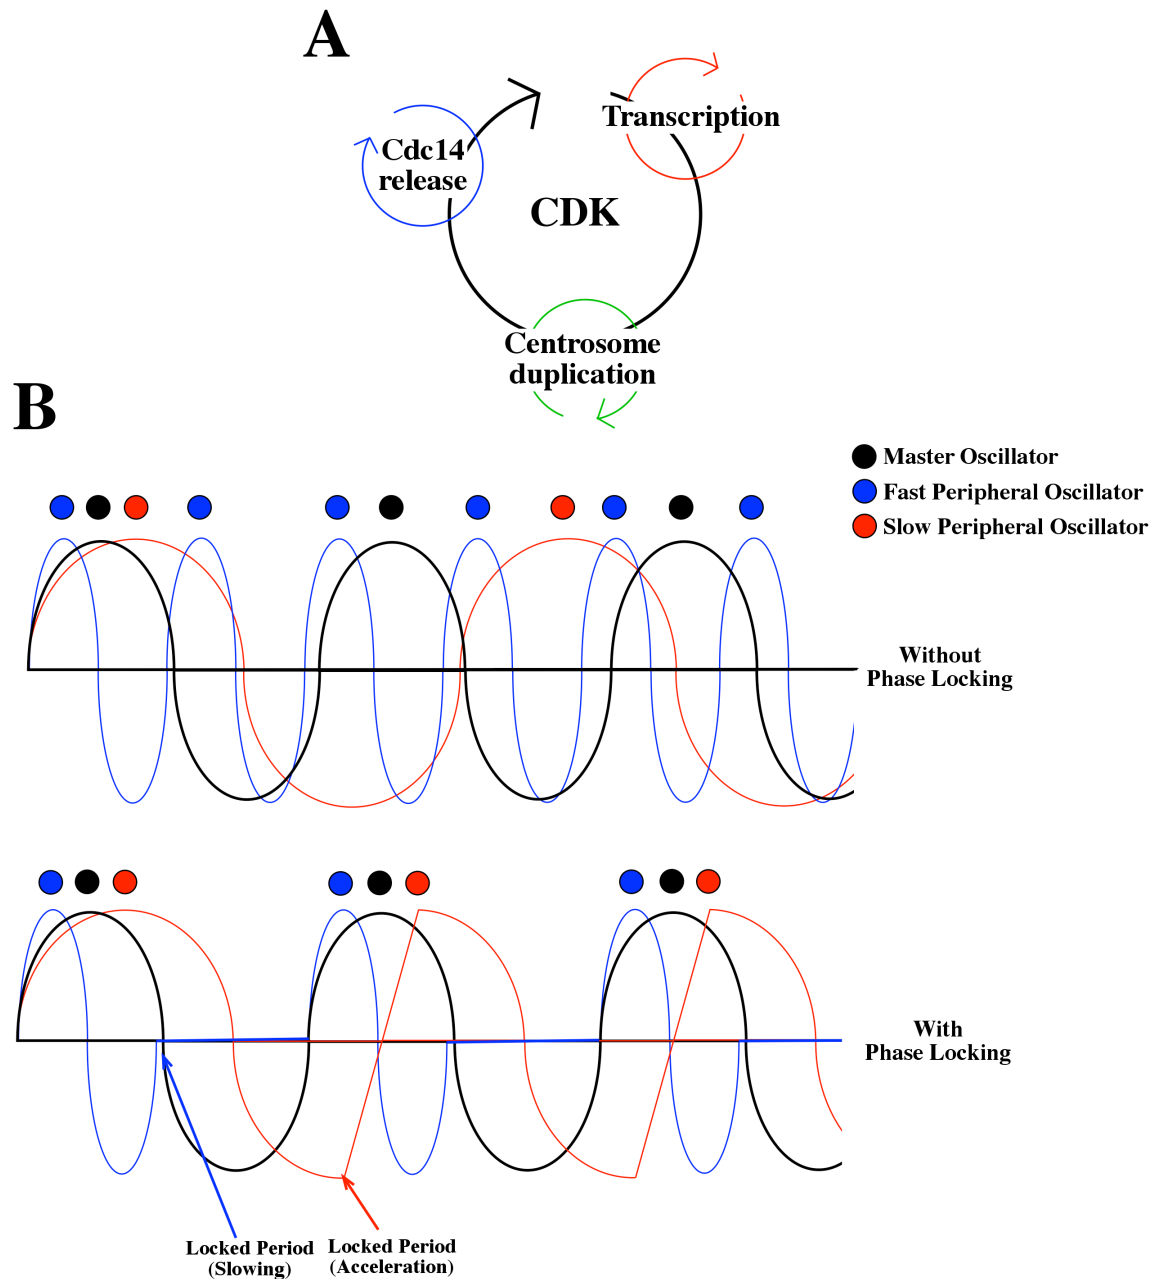 A
Transcription
Cdc14
release
CDK
Centrosome
duplication
B
Master Oscillator
Fast Peripheral Oscillator
Slow Peripheral Oscillator
Without
Phase Locking
With
Phase Locking
Locked Period
(Slowing)
Locked Period
(Acceleration)